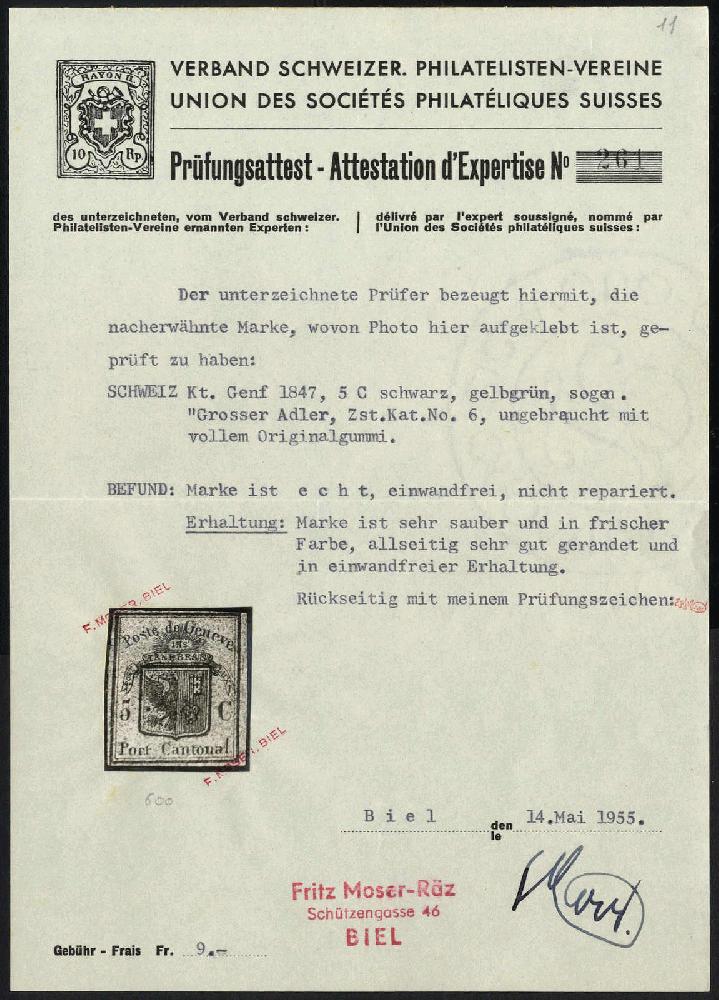 11
VERBAND SCHWEIZER. PHILATELISTEN-VEREINE
UNION DES SOCIÉTÉS PHILATÉLIQUES SUISSES
RAYON II.
10 Rp.
Prüfungsattest - Attestation d'Expertise No 261
des unterzeichneten, vom Verband schweizer.
Philatelisten-Vereine ernannten Experten:
délivré par l'expert soussigné, nommé par
l'Union des Sociétés philatéliques suisses:
Der unterzeichnete Prüfer bezeugt hiermit, die
nacherwähnte Marke, wovon Photo hier aufgeklebt ist, ge-
prüft zu haben:
SCHWEIZ Kt. Genf 1847, 5 C schwarz, gelbgrün, sogen.
"Grosser Adler, Zst.Kat.No. 6, ungebraucht mit
vollem Originalgummi.
BEFUND: Marke ist e c h t, einwandfrei, nicht repariert.
Erhaltung: Marke ist sehr sauber und in frischer
Farbe, allseitig sehr gut gerandet und
in einwandfreier Erhaltung.
Rückseitig mit meinem Prüfungszeichen:
F. MOSER, BIEL
Poste de Genève
5 C
Port Cantonal
F. MOSER, BIEL
600
B i e l den 14.Mai 1955.
le
Fritz Moser-Räz
Schützengasse 46
BIEL
Gebühr - Frais Fr. 9.-